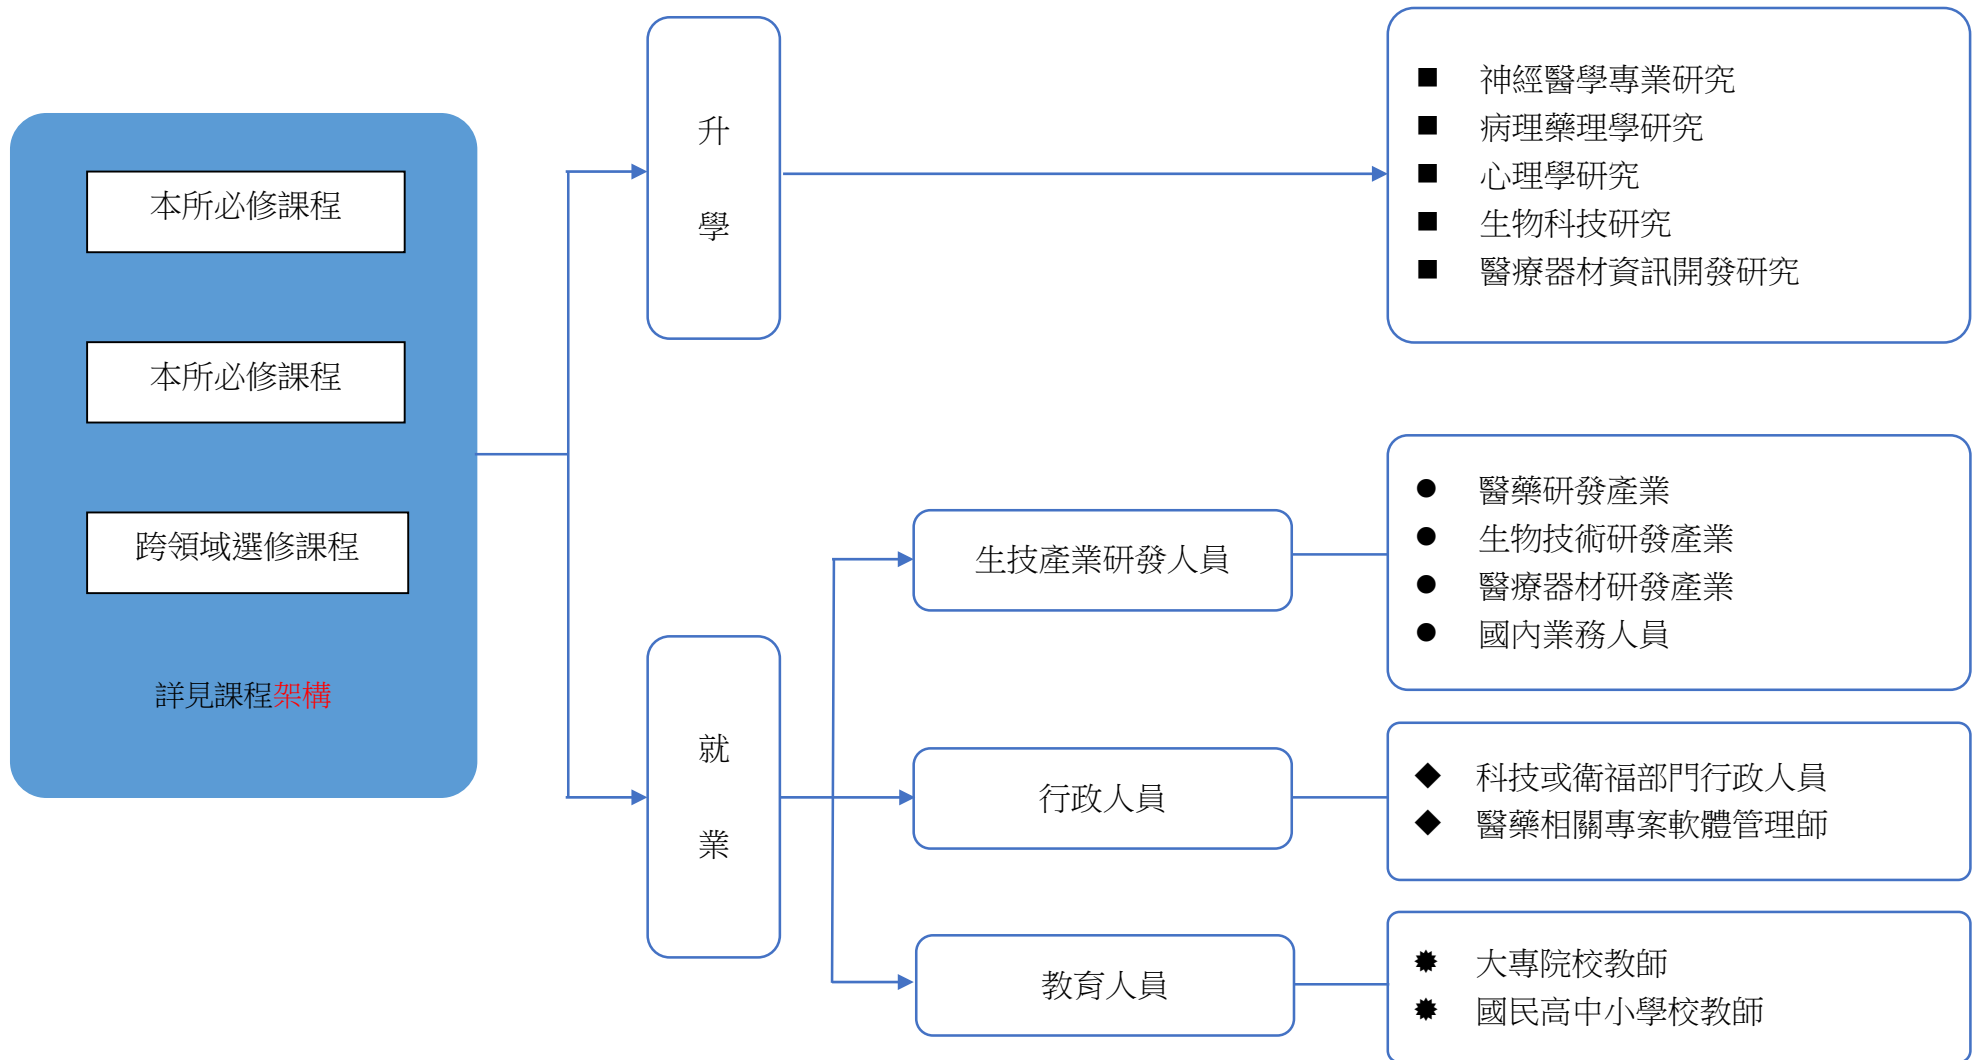 本所必修課程
本所必修課程
跨領域選修課程
詳見課程架構
升
學
神經醫學專業研究
病理藥理學研究
心理學研究
生物科技研究
醫療器材資訊開發研究
就
業
生技產業研發人員
醫藥研發產業
生物技術研發產業
醫療器材研發產業
國內業務人員
行政人員
科技或衛福部門行政人員
醫藥相關專案軟體管理師
教育人員
大專院校教師
國民高中小學校教師